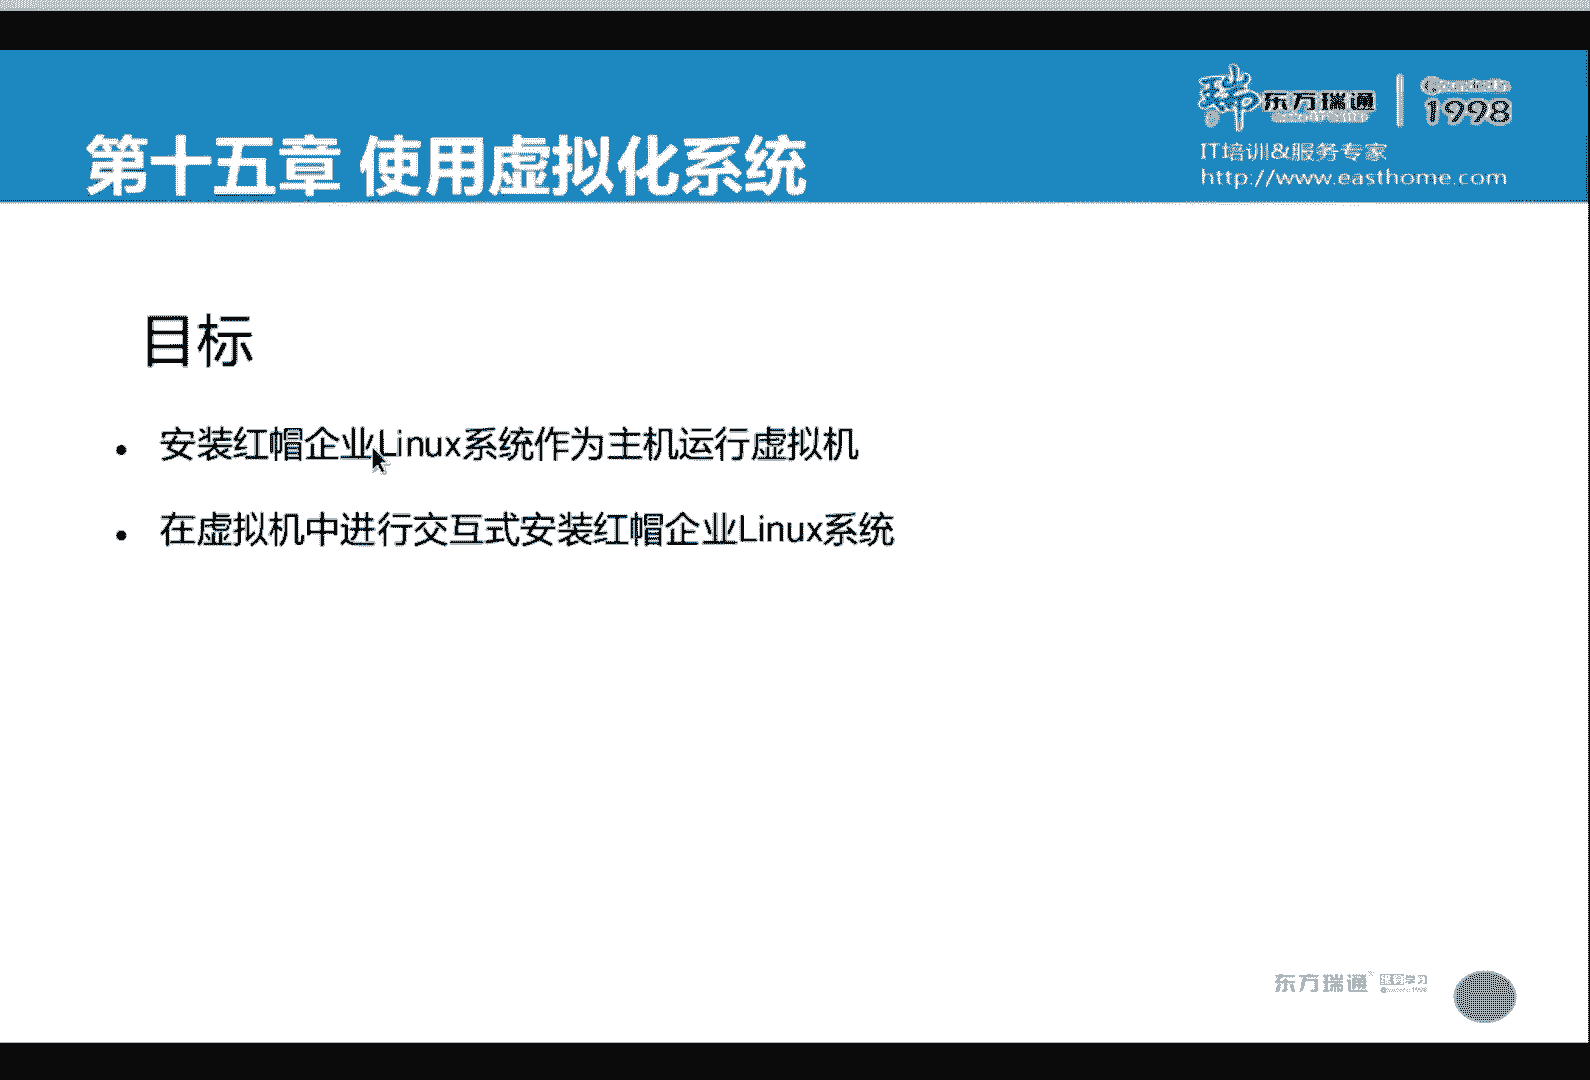 东方瑞通
1998
IT培训&服务专家
http://www.easthome.com
第十五章 使用虚拟化系统
目标
• 安装红帽企业Linux系统作为主机运行虚拟机
• 在虚拟机中进行交互式安装红帽企业Linux系统
东方瑞通